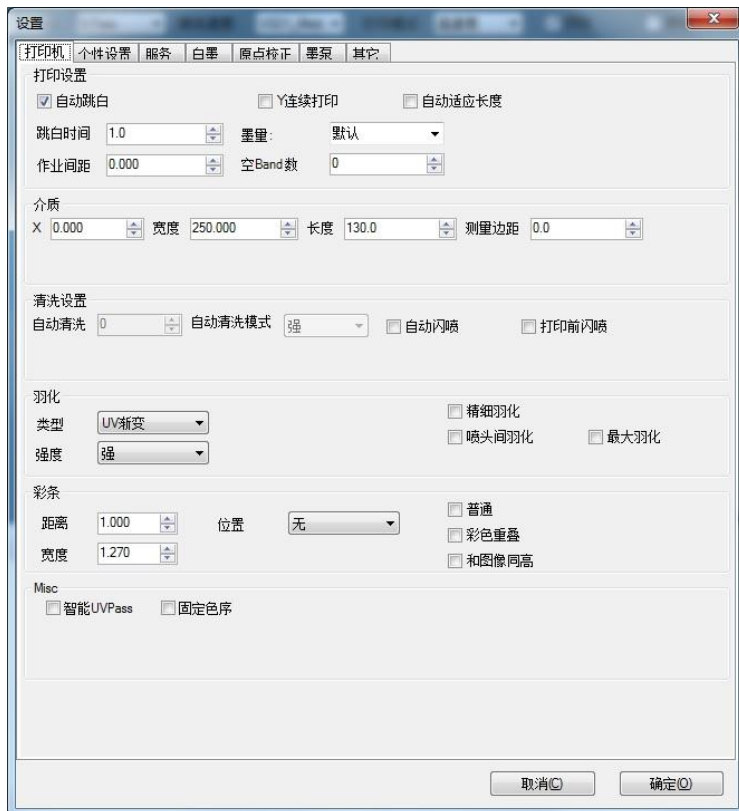 设置
打印机 个性设置 服务 白墨 原点校正 墨泵 其它
打印设置
自动跳白 Y连续打印 自动适应长度
跳白时间 1.0 墨量: 默认
作业间距 0.000 空Band数 0
介质
X 0.000 宽度 250.000 长度 130.0 测量边距 0.0
清洗设置
自动清洗 0 自动清洗模式 强 自动闪喷 打印前闪喷
羽化
类型 UV渐变 精细羽化
喷头间羽化 最大羽化
强度 强
彩条
距离 1.000 位置 无 普通
彩色重叠
宽度 1.270 和图像同高
Misc
智能UVPass 固定色序
取消(C) 确定(O)